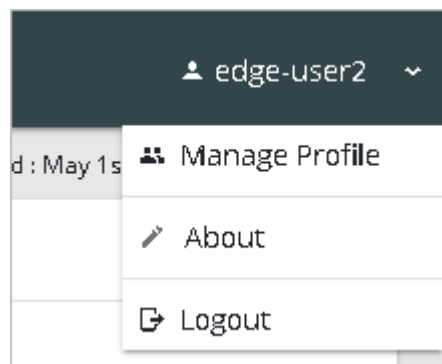 edge-user2
Manage Profile
d : May 1s
About
Logout